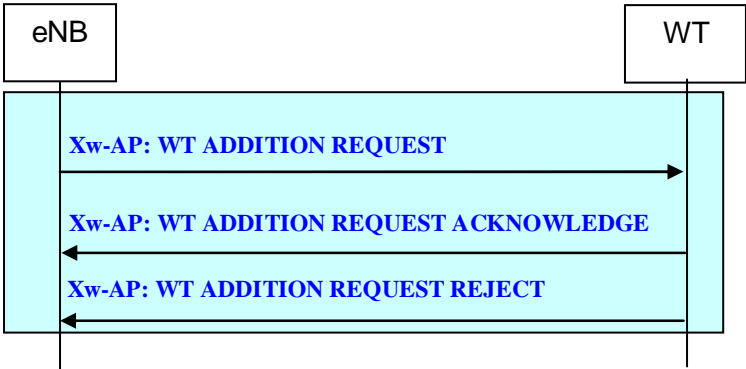 eNB
WT
Xw-AP: WT ADDITION REQUEST
Xw-AP: WT ADDITION REQUEST ACKNOWLEDGE
Xw-AP: WT ADDITION REQUEST REJECT